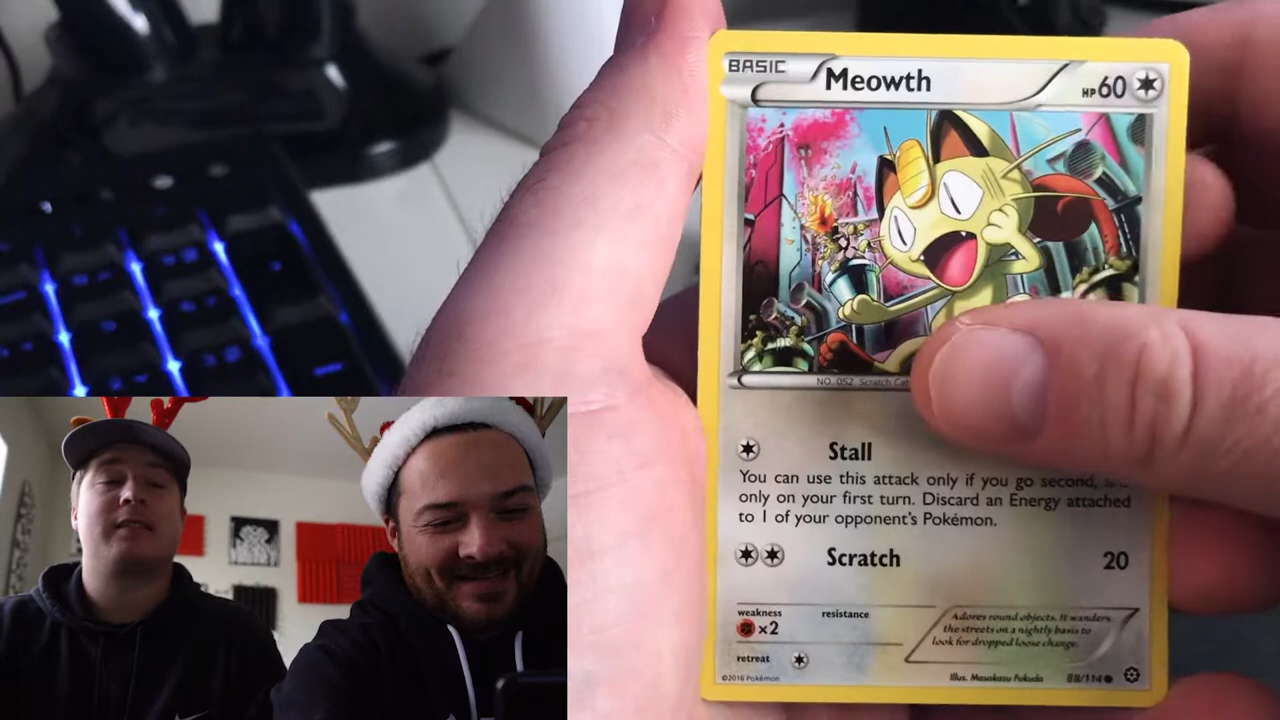 BASIC
Meowth
HP60
NO. 052 Scratch Cat
Stall
You can use this attack only if you go second,
only on your first turn. Discard an Energy attached
to 1 of your opponent's Pokémon.
Scratch 20
weakness resistance
×2
Adores round objects. It wanders
the streets on a nightly basis to
look for dropped loose change.
retreat
©2016 Pokémon
Illus. Masakazu Fukuda
88/114